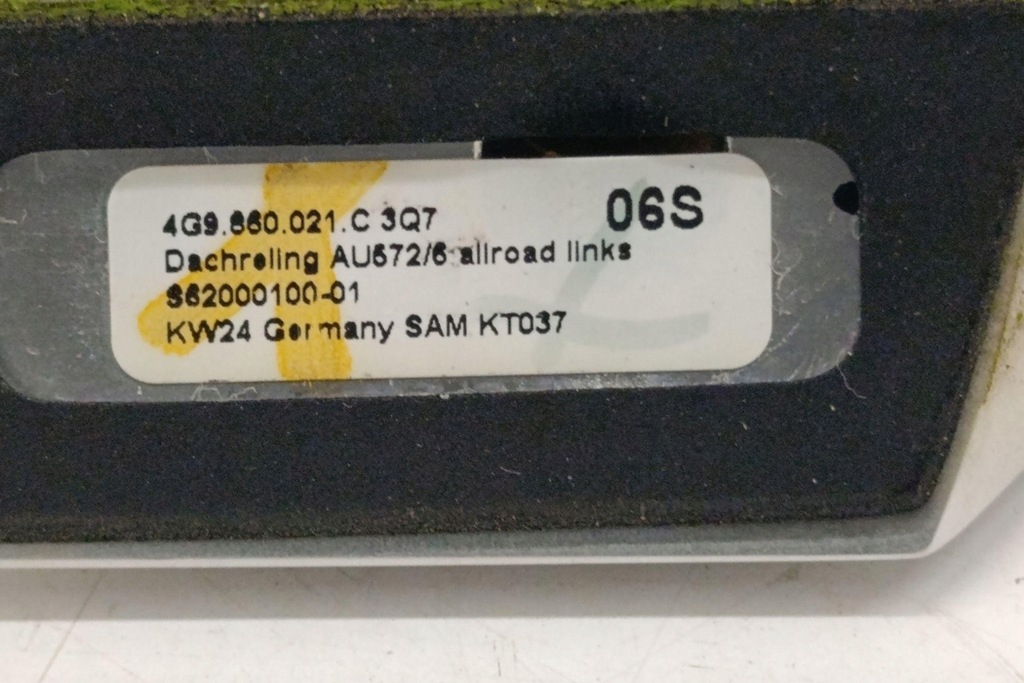 4G9.860.021.C 3Q7
06S
Dachreling AU572/6 allroad links
S62000100-01
KW24 Germany SAM KT037